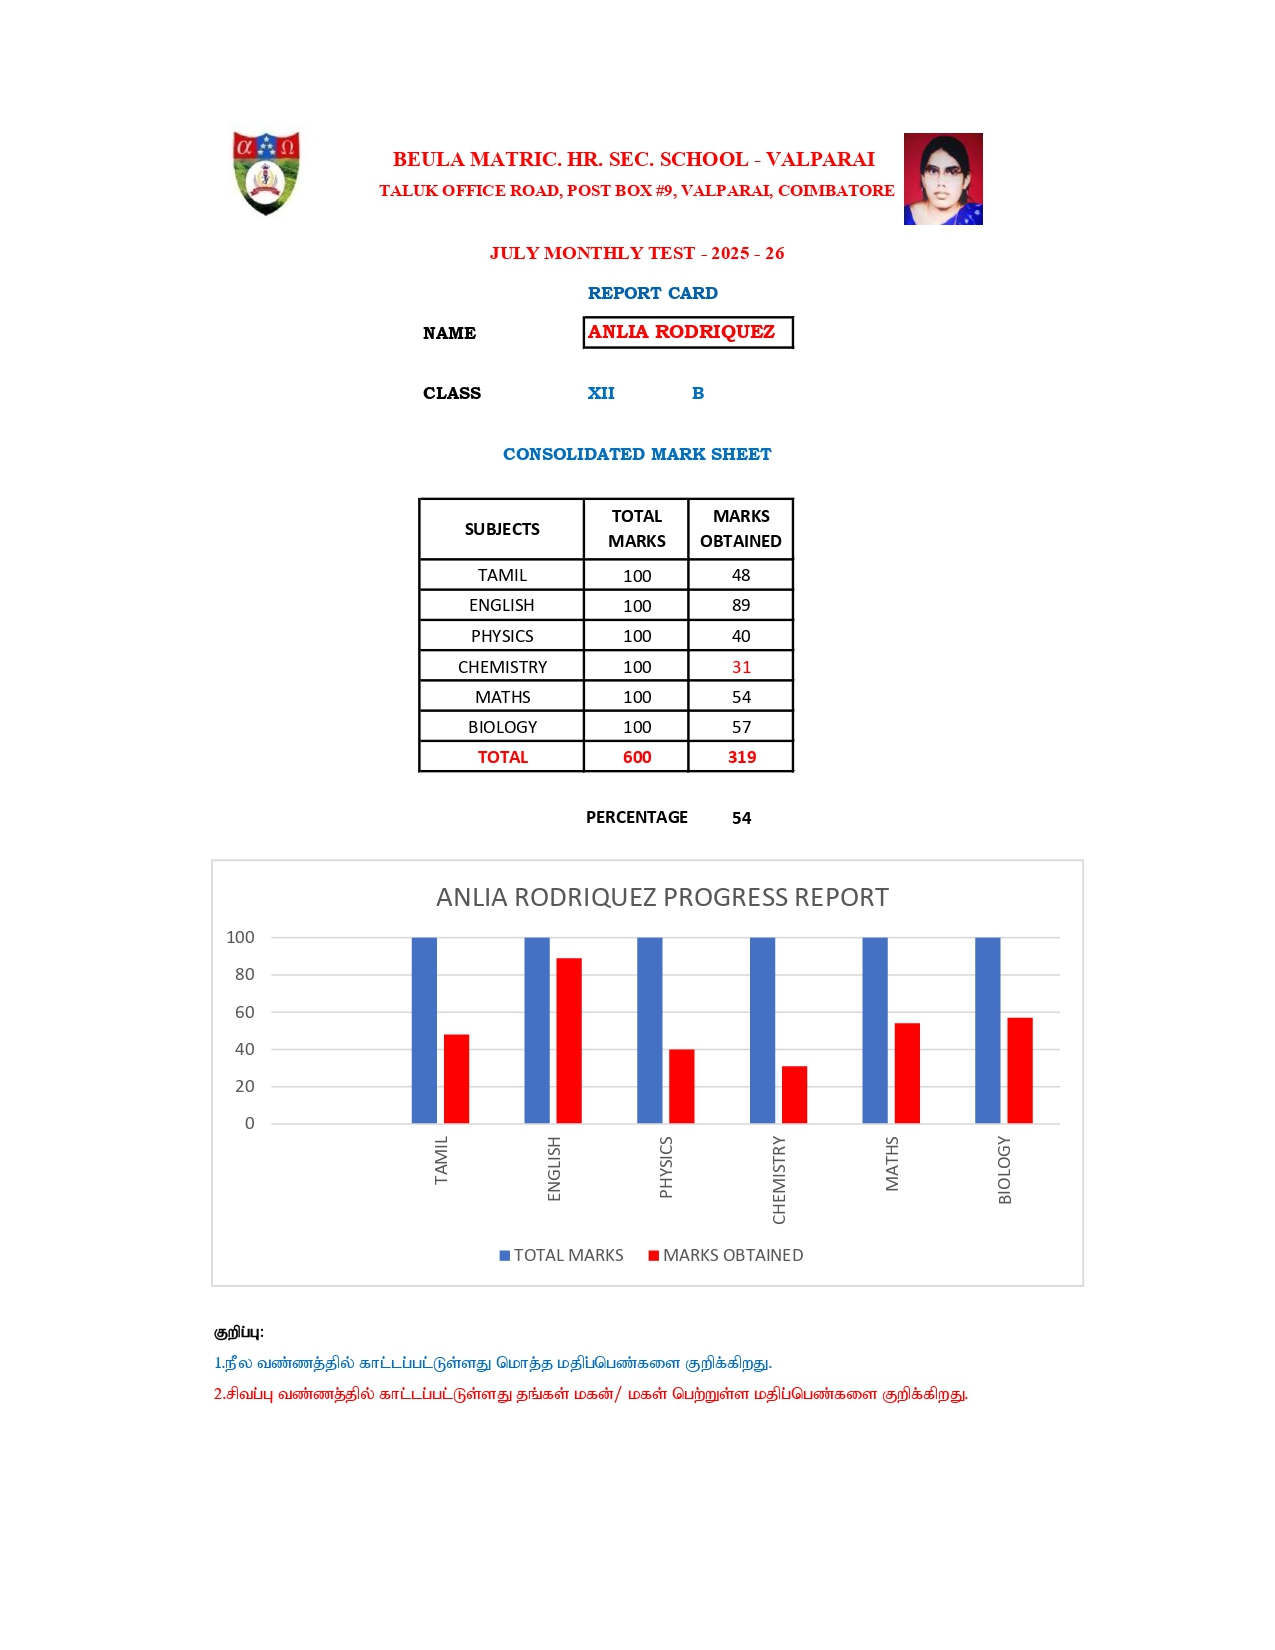 α Ω
BEULA MATRIC. HR. SEC. SCHOOL - VALPARAI
TALUK OFFICE ROAD, POST BOX #9, VALPARAI, COIMBATORE
JULY MONTHLY TEST - 2025 - 26
REPORT CARD
NAME ANLIA RODRIQUEZ
CLASS XII B
CONSOLIDATED MARK SHEET
SUBJECTS TOTAL MARKS MARKS OBTAINED
TAMIL 100 48
ENGLISH 100 89
PHYSICS 100 40
CHEMISTRY 100 31
MATHS 100 54
BIOLOGY 100 57
TOTAL 600 319
PERCENTAGE 54
ANLIA RODRIQUEZ PROGRESS REPORT
100
80
60
40
20
0
TAMIL ENGLISH PHYSICS CHEMISTRY MATHS BIOLOGY
TOTAL MARKS MARKS OBTAINED
குறிப்பு:
1.நீல வண்ணத்தில் காட்டப்பட்டுள்ளது மொத்த மதிப்பெண்களை குறிக்கிறது.
2.சிவப்பு வண்ணத்தில் காட்டப்பட்டுள்ளது தங்கள் மகன்/ மகள் பெற்றுள்ள மதிப்பெண்களை குறிக்கிறது.